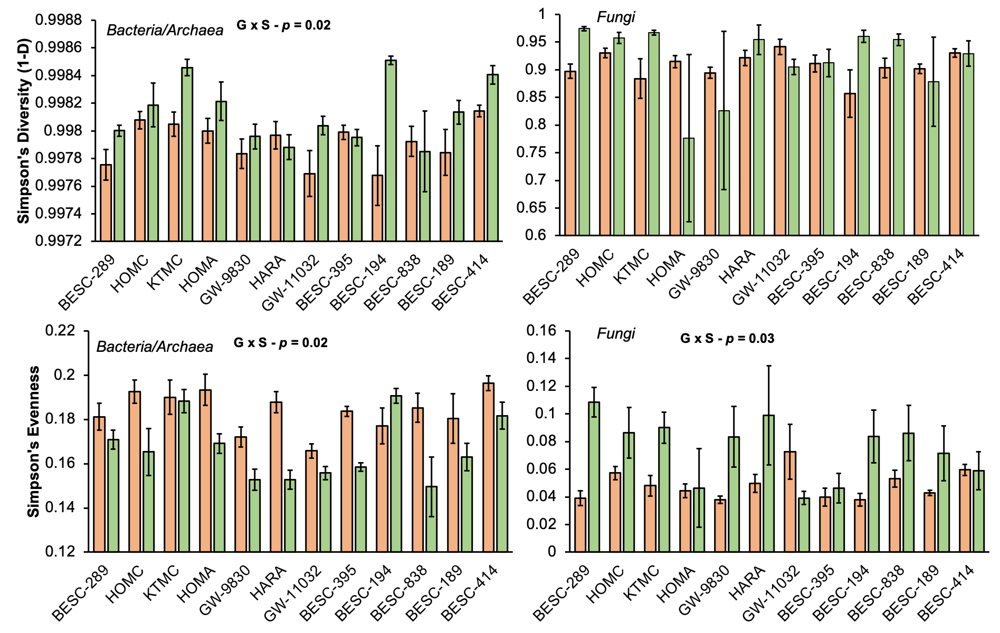 Simpson's Diversity (1-D)
Bacteria/Archaea
G x S - p = 0.02
0.9988
0.9986
0.9984
0.9982
0.998
0.9978
0.9976
0.9974
0.9972
BESC-289
HOMC
KTMC
HOMA
GW-9830
HARA
GW-11032
BESC-395
BESC-194
BESC-838
BESC-189
BESC-414
Fungi
1
0.95
0.9
0.85
0.8
0.75
0.7
0.65
0.6
BESC-289
HOMC
KTMC
HOMA
GW-9830
HARA
GW-11032
BESC-395
BESC-194
BESC-838
BESC-189
BESC-414
Simpson's Evenness
Bacteria/Archaea
G x S - p = 0.02
0.22
0.2
0.18
0.16
0.14
0.12
BESC-289
HOMC
KTMC
HOMA
GW-9830
HARA
GW-11032
BESC-395
BESC-194
BESC-838
BESC-189
BESC-414
Fungi
G x S - p = 0.03
0.16
0.14
0.12
0.1
0.08
0.06
0.04
0.02
0
BESC-289
HOMC
KTMC
HOMA
GW-9830
HARA
GW-11032
BESC-395
BESC-194
BESC-838
BESC-189
BESC-414